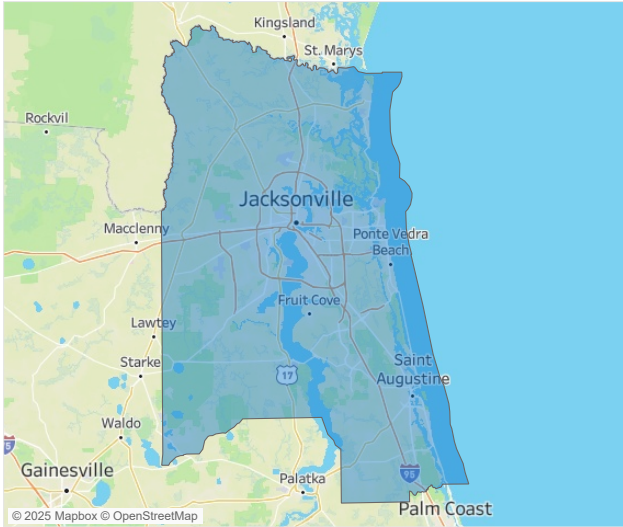 Kingsland
St. Marys
Rockvil
Jacksonville
Macclenny
Ponte Vedra
Beach
Fruit Cove
Lawtey
Starke
Saint
Augustine
17
Waldo
5
Gainesville
Palatka
95
Palm Coast
© 2025 Mapbox © OpenStreetMap